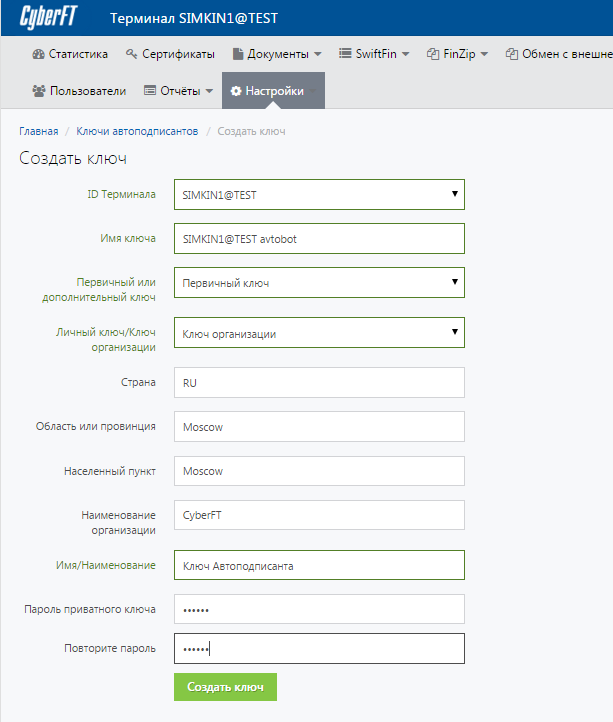 CyberFT Терминал SIMKIN1@TEST
Статистика Сертификаты Документы SwiftFin FinZip Обмен с внешне
Пользователи Отчёты Настройки
Главная / Ключи автоподписантов / Создать ключ
Создать ключ
ID Терминала SIMKIN1@TEST
Имя ключа SIMKIN1@TEST avtobot
Первичный или
дополнительный ключ Первичный ключ
Личный ключ/Ключ
организации Ключ организации
Страна RU
Область или провинция Moscow
Населенный пункт Moscow
Наименование
организации CyberFT
Имя/Наименование Ключ Автоподписанта
Пароль приватного ключа ••••••
Повторите пароль ••••••
Создать ключ